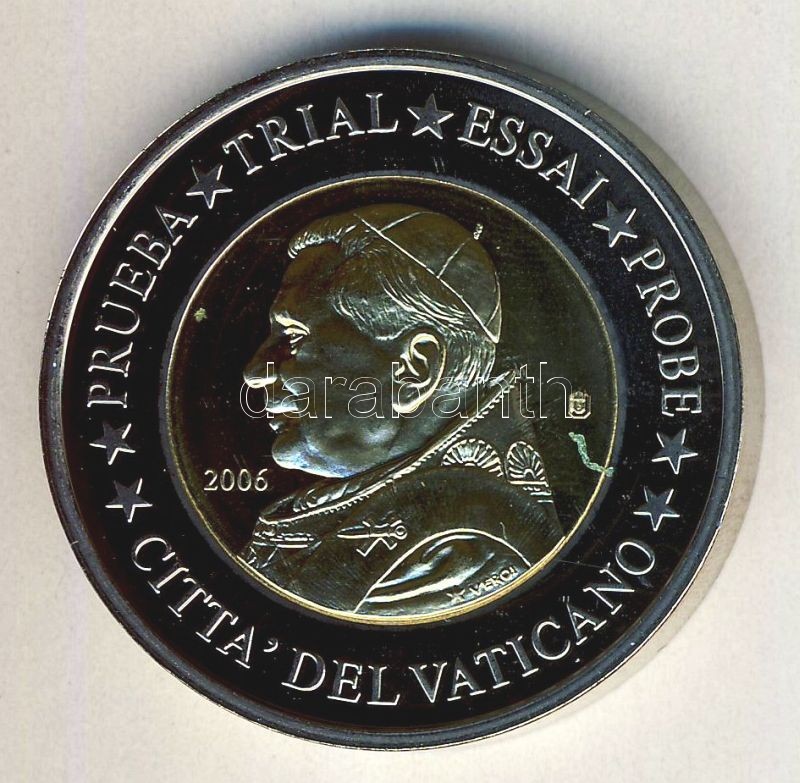 PRUEBA ★ TRIAL ★ ESSAI ★ PROBE ★
★ CITTA' DEL VATICANO ★
2006
darabanth